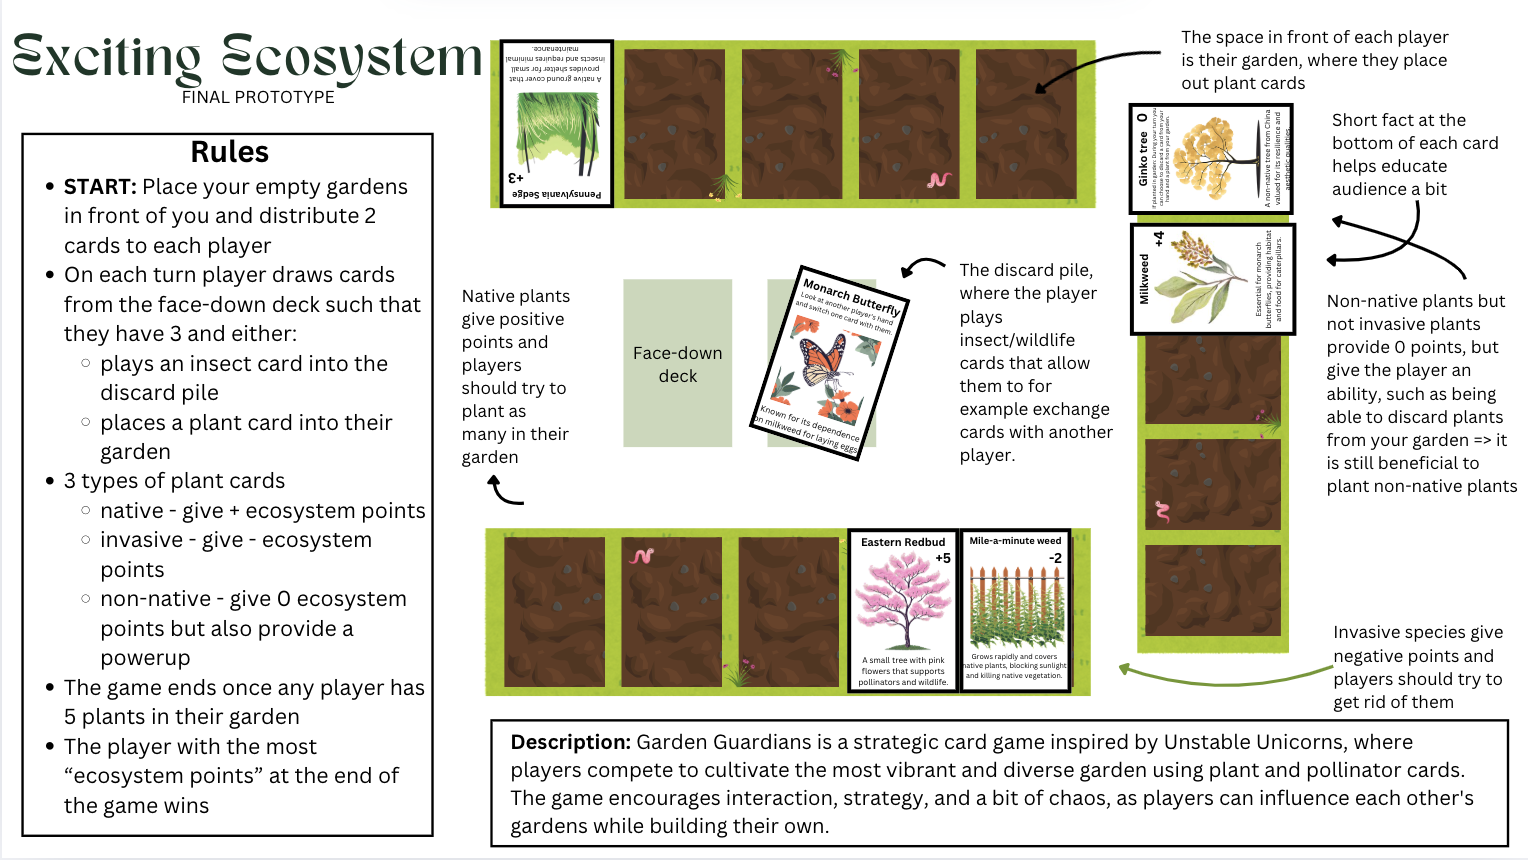 Exciting Ecosystem
FINAL PROTOTYPE
Rules
• START: Place your empty gardens
in front of you and distribute 2
cards to each player
• On each turn player draws cards
from the face-down deck such that
they have 3 and either:
○ plays an insect card into the
discard pile
○ places a plant card into their
garden
• 3 types of plant cards
○ native - give + ecosystem points
○ invasive - give - ecosystem
points
○ non-native - give 0 ecosystem
points but also provide a
powerup
• The game ends once any player has
5 plants in their garden
• The player with the most
“ecosystem points” at the end of
the game wins
Pennsylvania Sedge
+3
A native ground cover that
provides shelter for small
insects and requires minimal
maintenance.
The space in front of each player
is their garden, where they place
out plant cards
Ginko tree
0
If planted in garden: During your turn you
can choose to discard a card from your
hand and a plant from your garden.
A non-native tree from China
valued for its resilience and
aesthetic qualities.
Short fact at the
bottom of each card
helps educate
audience a bit
Milkweed
+4
Essential for monarch
butterflies, providing habitat
and food for caterpillars.
Native plants
give positive
points and
players
should try to
plant as
many in their
garden
Face-down
deck
Monarch Butterfly
Look at another player's hand
and switch one card with them.
Known for its dependence
on milkweed for laying eggs.
The discard pile,
where the player
plays
insect/wildlife
cards that allow
them to for
example exchange
cards with another
player.
Non-native plants but
not invasive plants
provide 0 points, but
give the player an
ability, such as being
able to discard plants
from your garden => it
is still beneficial to
plant non-native plants
Eastern Redbud
+5
A small tree with pink
flowers that supports
pollinators and wildlife.
Mile-a-minute weed
-2
Grows rapidly and covers
native plants, blocking sunlight
and killing native vegetation.
Invasive species give
negative points and
players should try to
get rid of them
Description: Garden Guardians is a strategic card game inspired by Unstable Unicorns, where
players compete to cultivate the most vibrant and diverse garden using plant and pollinator cards.
The game encourages interaction, strategy, and a bit of chaos, as players can influence each other's
gardens while building their own.